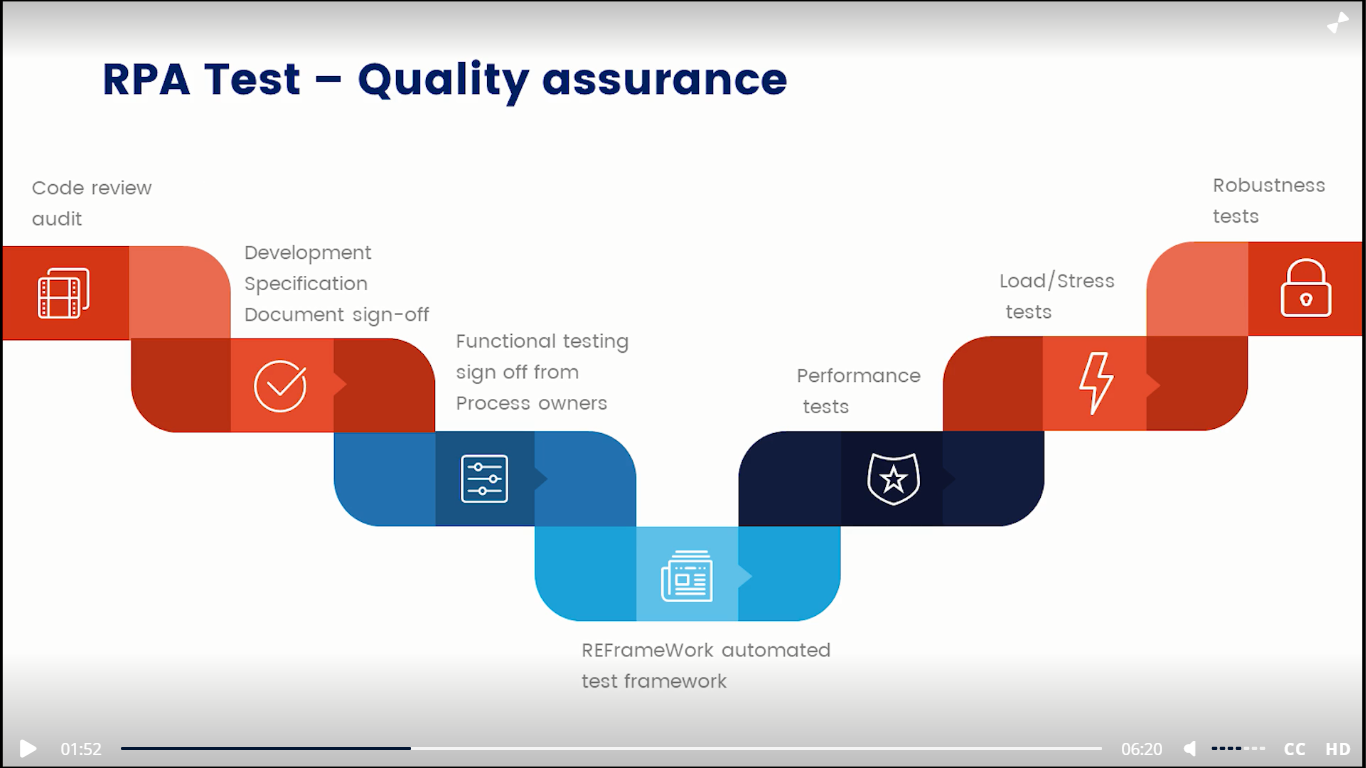 RPA Test – Quality assurance
Code review
audit
Development
Specification
Document sign-off
Functional testing
sign off from
Process owners
REFrameWork automated
test framework
Performance
tests
Load/Stress
tests
Robustness
tests
01:52
06:20
CC
HD